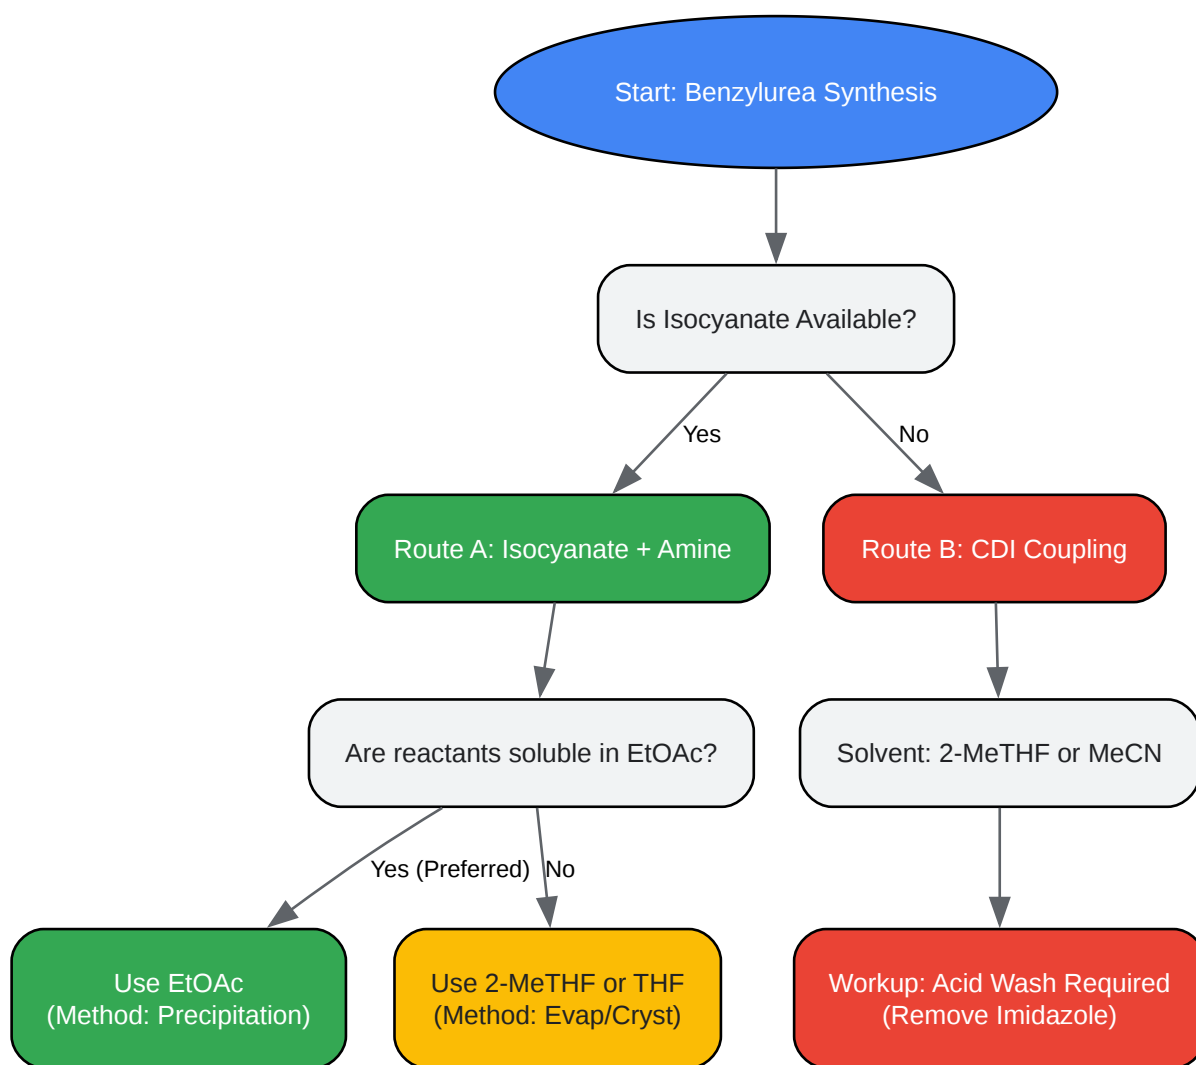 Start: Benzylurea Synthesis
Is Isocyanate Available?
Yes
No
Route A: Isocyanate + Amine
Route B: CDI Coupling
Are reactants soluble in EtOAc?
Solvent: 2-MeTHF or MeCN
Yes (Preferred)
No
Use EtOAc
(Method: Precipitation)
Use 2-MeTHF or THF
(Method: Evap/Cryst)
Workup: Acid Wash Required
(Remove Imidazole)